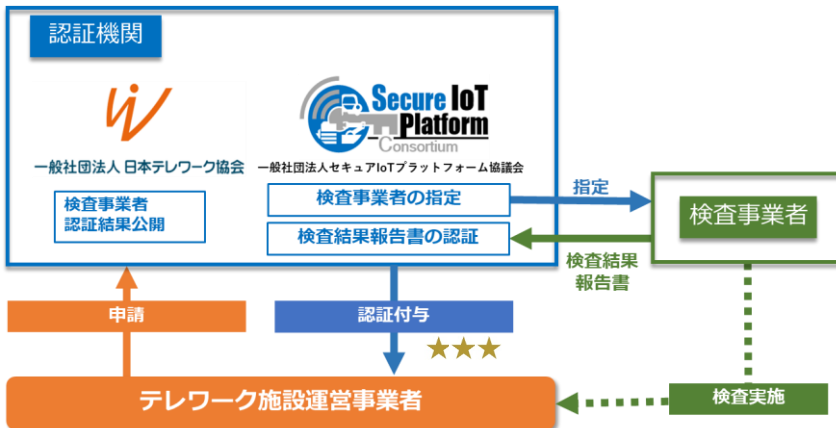 認証機関
Secure IoT
Platform
Consortium
一般社団法人 日本テレワーク協会
一般社団法人セキュアIoTプラットフォーム協議会
検査事業者
認証結果公開
検査事業者の指定
検査結果報告書の認証
指定
検査事業者
検査結果
報告書
申請
認証付与
テレワーク施設運営事業者
検査実施